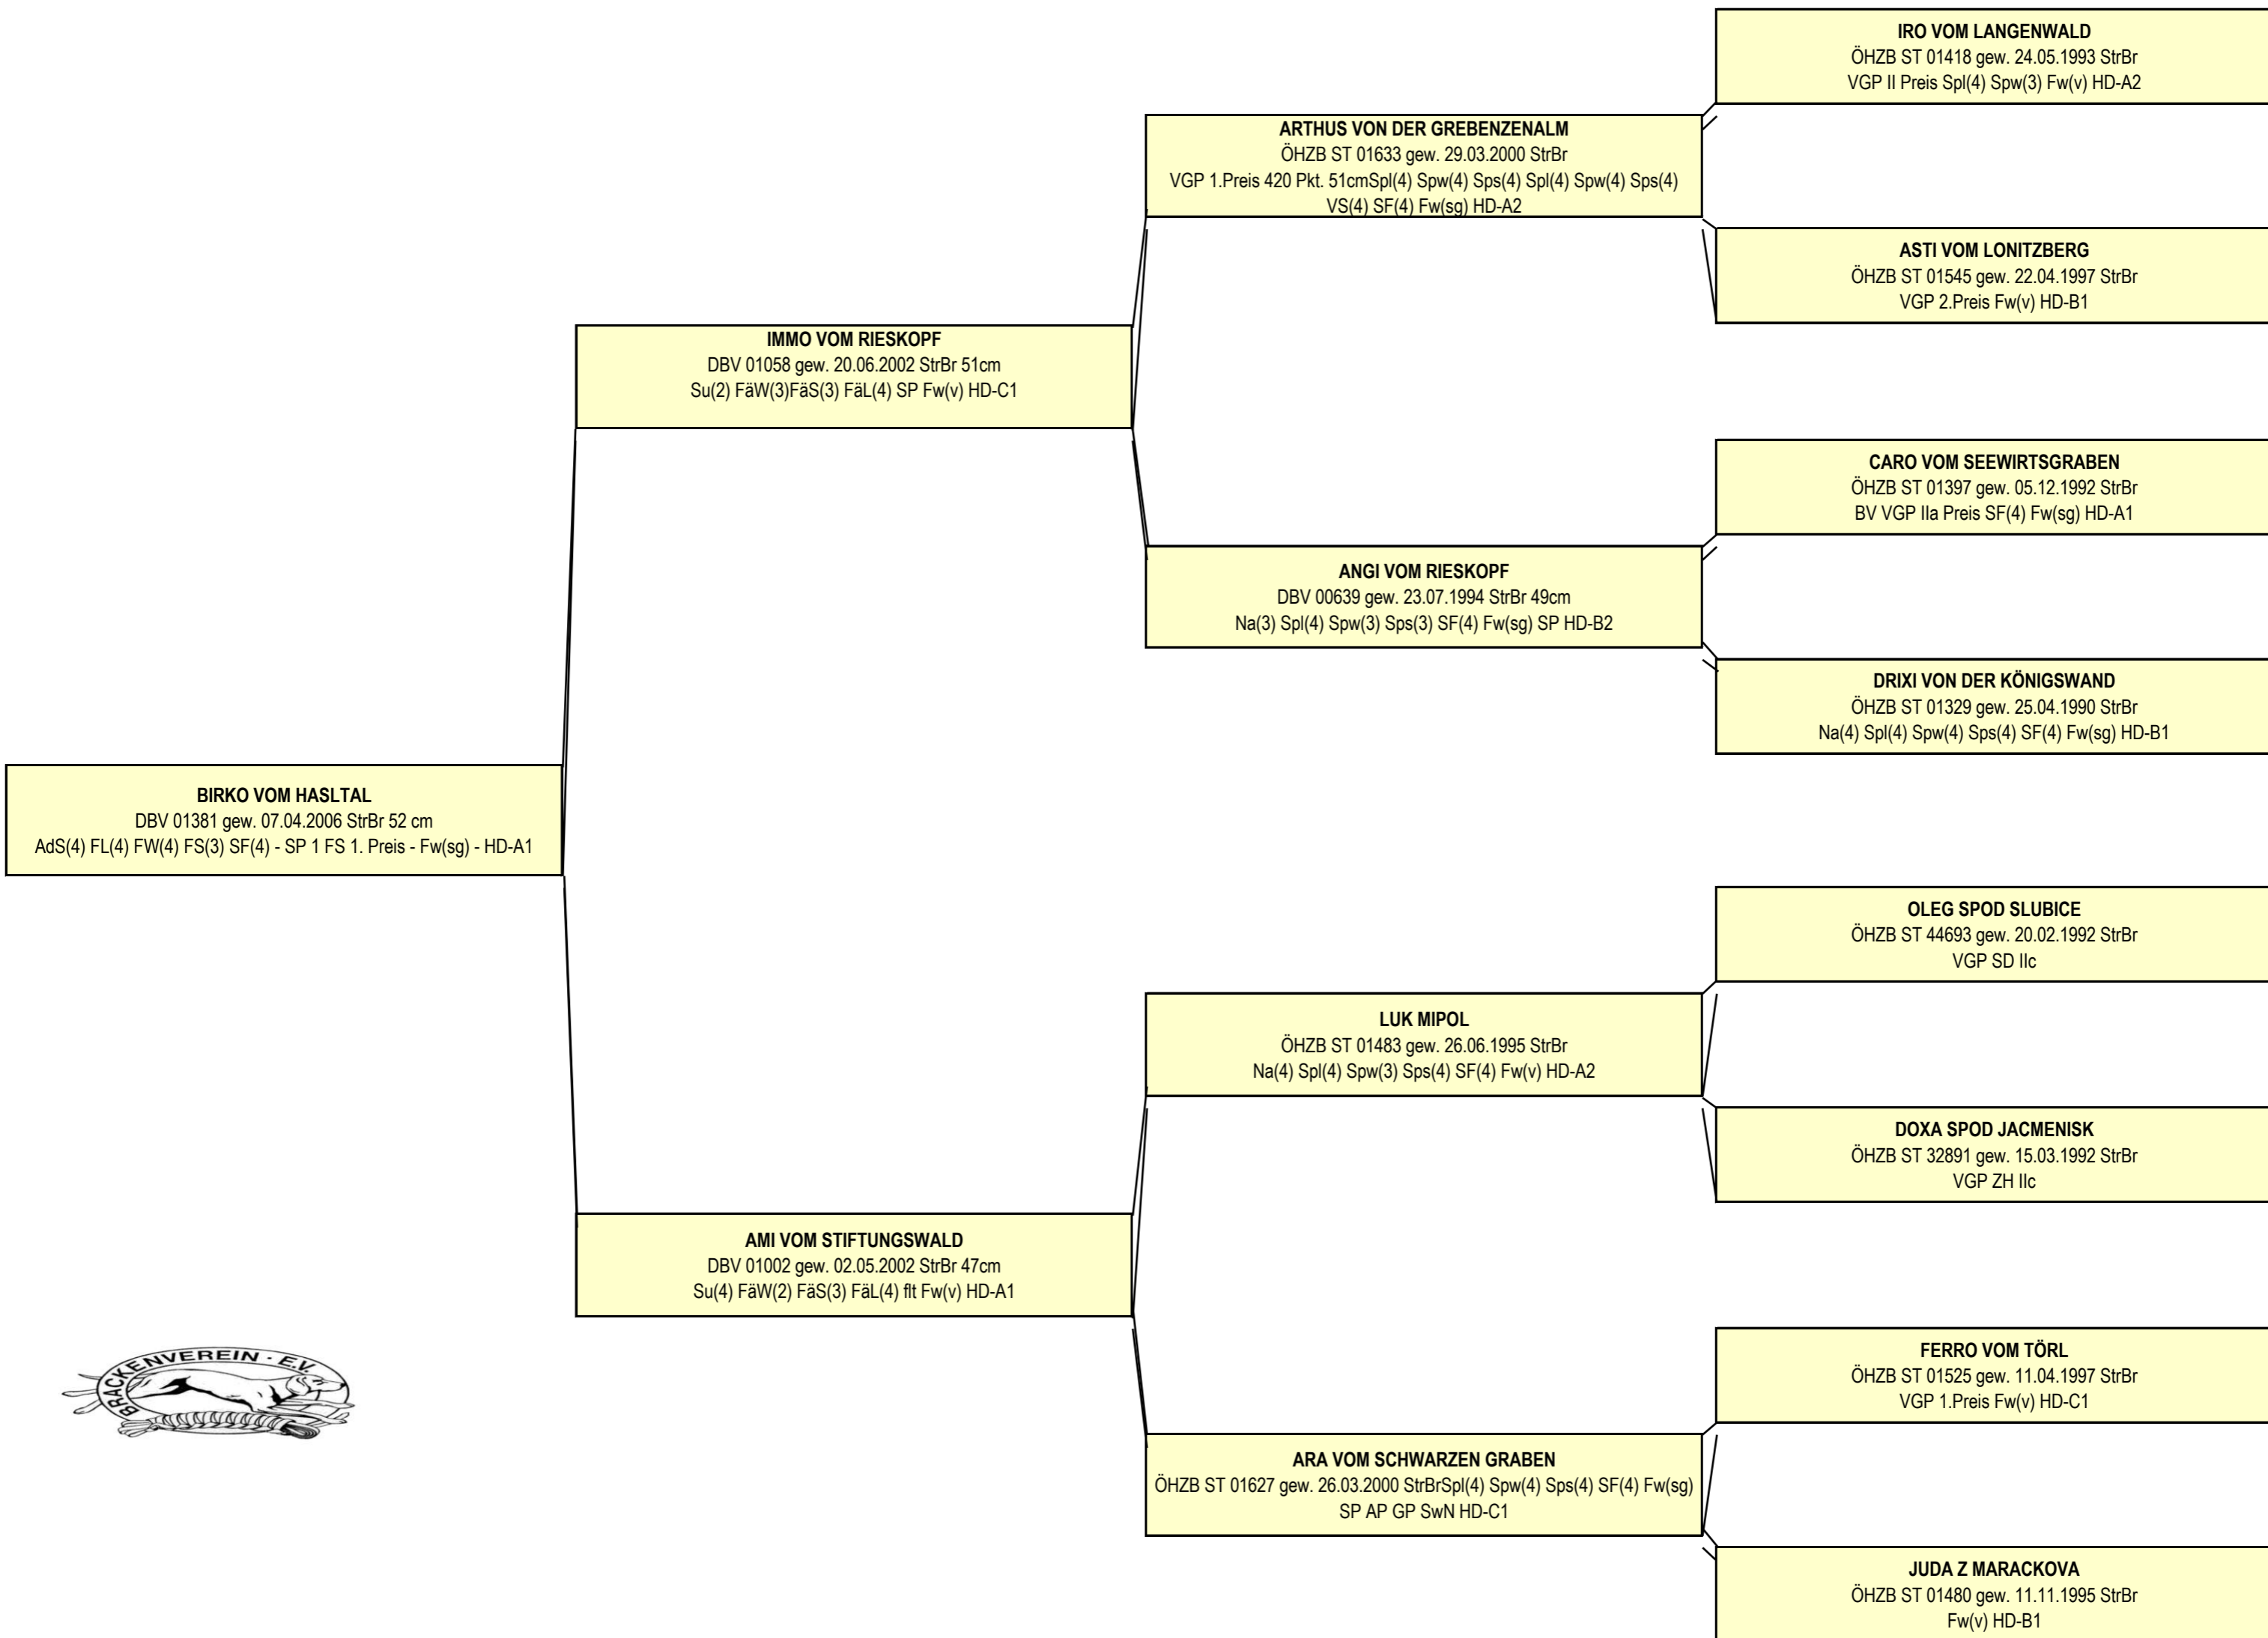 IRO VOM LANGENWALD
ÖHZB ST 01418 gew. 24.05.1993 StrBr
VGP II Preis Spl(4) Spw(3) Fw(v) HD-A2
ARTHUS VON DER GREBENZENALM
ÖHZB ST 01633 gew. 29.03.2000 StrBr
VGP 1.Preis 420 Pkt. 51cmSpl(4) Spw(4) Sps(4) Spl(4) Spw(4) Sps(4)
VS(4) SF(4) Fw(sg) HD-A2
ASTI VOM LONITZBERG
ÖHZB ST 01545 gew. 22.04.1997 StrBr
VGP 2.Preis Fw(v) HD-B1
IMMO VOM RIESKOPF
DBV 01058 gew. 20.06.2002 StrBr 51cm
Su(2) FäW(3)FäS(3) FäL(4) SP Fw(v) HD-C1
CARO VOM SEEWIRTSGRABEN
ÖHZB ST 01397 gew. 05.12.1992 StrBr
BV VGP IIa Preis SF(4) Fw(sg) HD-A1
ANGI VOM RIESKOPF
DBV 00639 gew. 23.07.1994 StrBr 49cm
Na(3) Spl(4) Spw(3) Sps(3) SF(4) Fw(sg) SP HD-B2
DRIXI VON DER KÖNIGSWAND
ÖHZB ST 01329 gew. 25.04.1990 StrBr
Na(4) Spl(4) Spw(4) Sps(4) SF(4) Fw(sg) HD-B1
BIRKO VOM HASLTAL
DBV 01381 gew. 07.04.2006 StrBr 52 cm
AdS(4) FL(4) FW(4) FS(3) SF(4) - SP 1 FS 1. Preis - Fw(sg) - HD-A1
OLEG SPOD SLUBICE
ÖHZB ST 44693 gew. 20.02.1992 StrBr
VGP SD IIc
LUK MIPOL
ÖHZB ST 01483 gew. 26.06.1995 StrBr
Na(4) Spl(4) Spw(3) Sps(4) SF(4) Fw(v) HD-A2
DOXA SPOD JACMENISK
ÖHZB ST 32891 gew. 15.03.1992 StrBr
VGP ZH IIc
AMI VOM STIFTUNGSWALD
DBV 01002 gew. 02.05.2002 StrBr 47cm
Su(4) FäW(2) FäS(3) FäL(4) flt Fw(v) HD-A1
FERRO VOM TÖRL
ÖHZB ST 01525 gew. 11.04.1997 StrBr
VGP 1.Preis Fw(v) HD-C1
BRACKENVEREIN · E.V.
ARA VOM SCHWARZEN GRABEN
ÖHZB ST 01627 gew. 26.03.2000 StrBrSpl(4) Spw(4) Sps(4) SF(4) Fw(sg)
SP AP GP SwN HD-C1
JUDA Z MARACKOVA
ÖHZB ST 01480 gew. 11.11.1995 StrBr
Fw(v) HD-B1